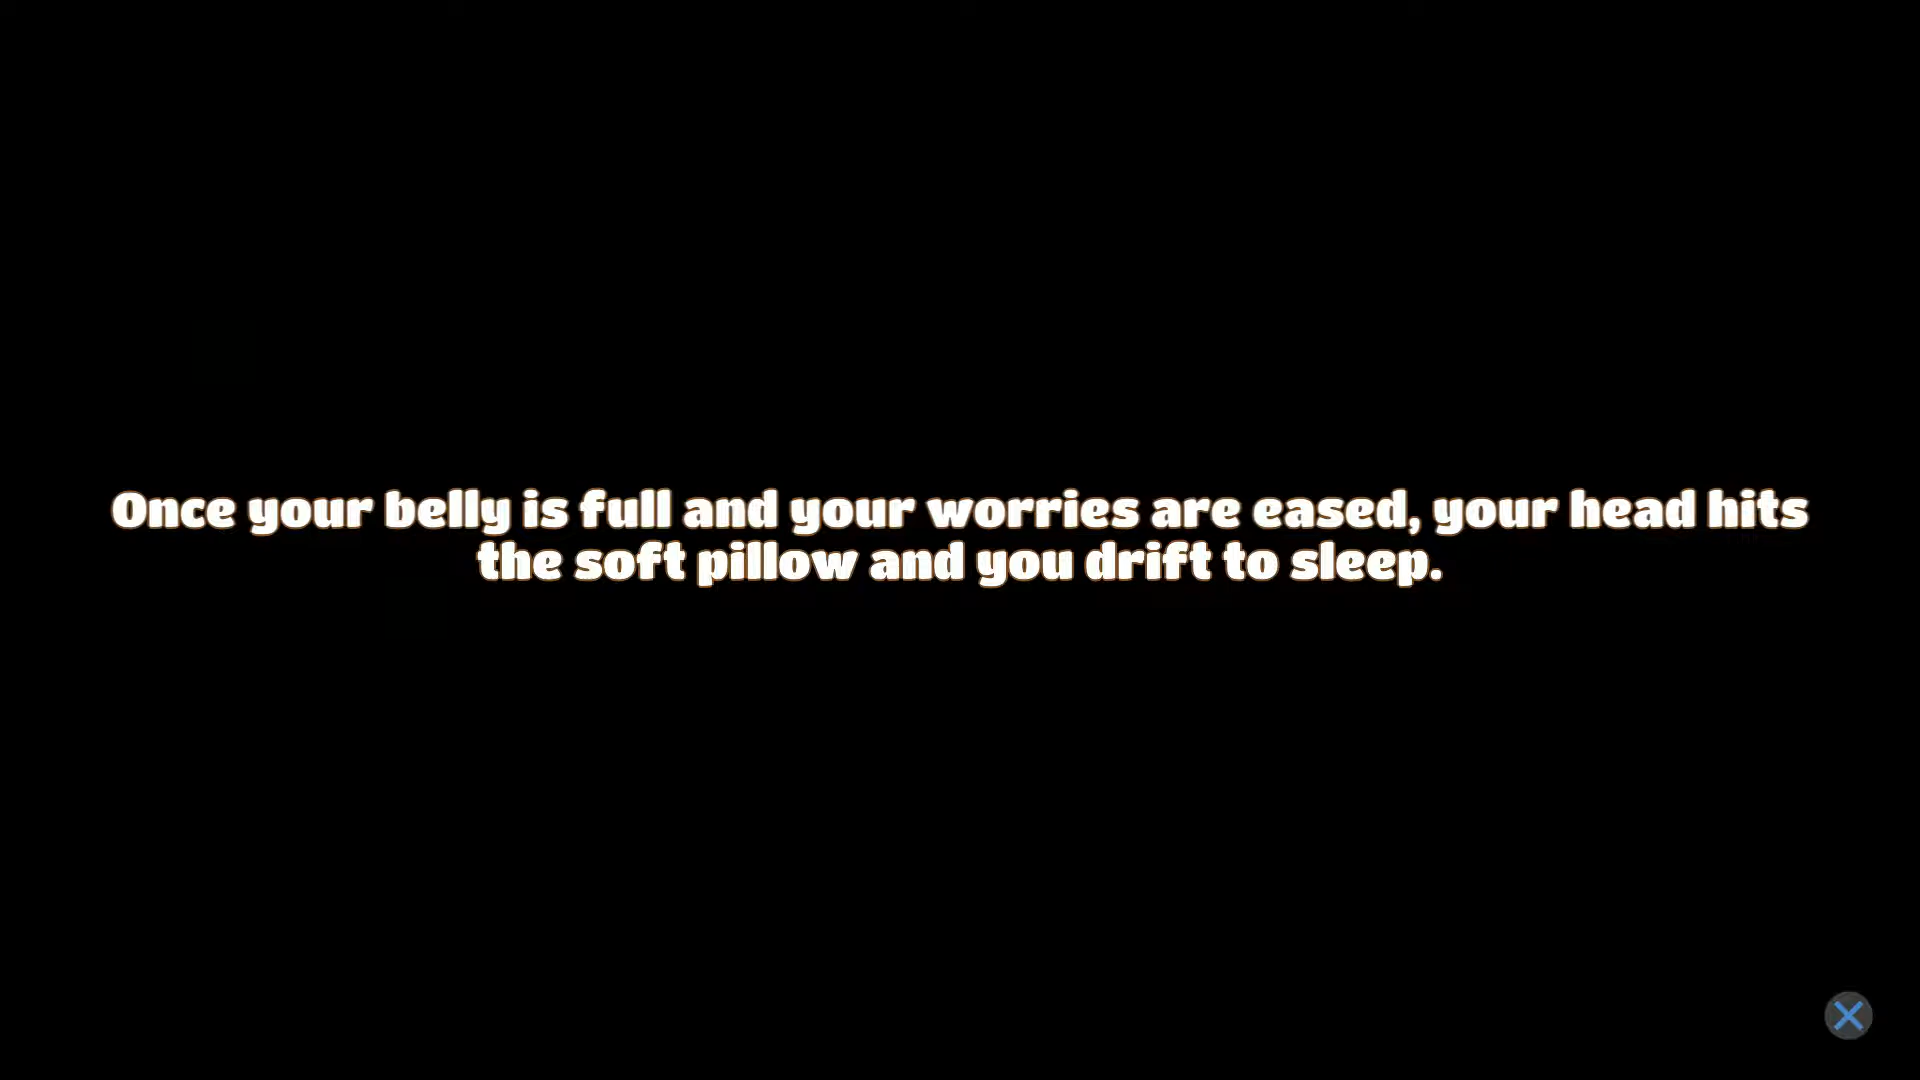 Once your belly is full and your worries are eased, your head hits
the soft pillow and you drift to sleep.